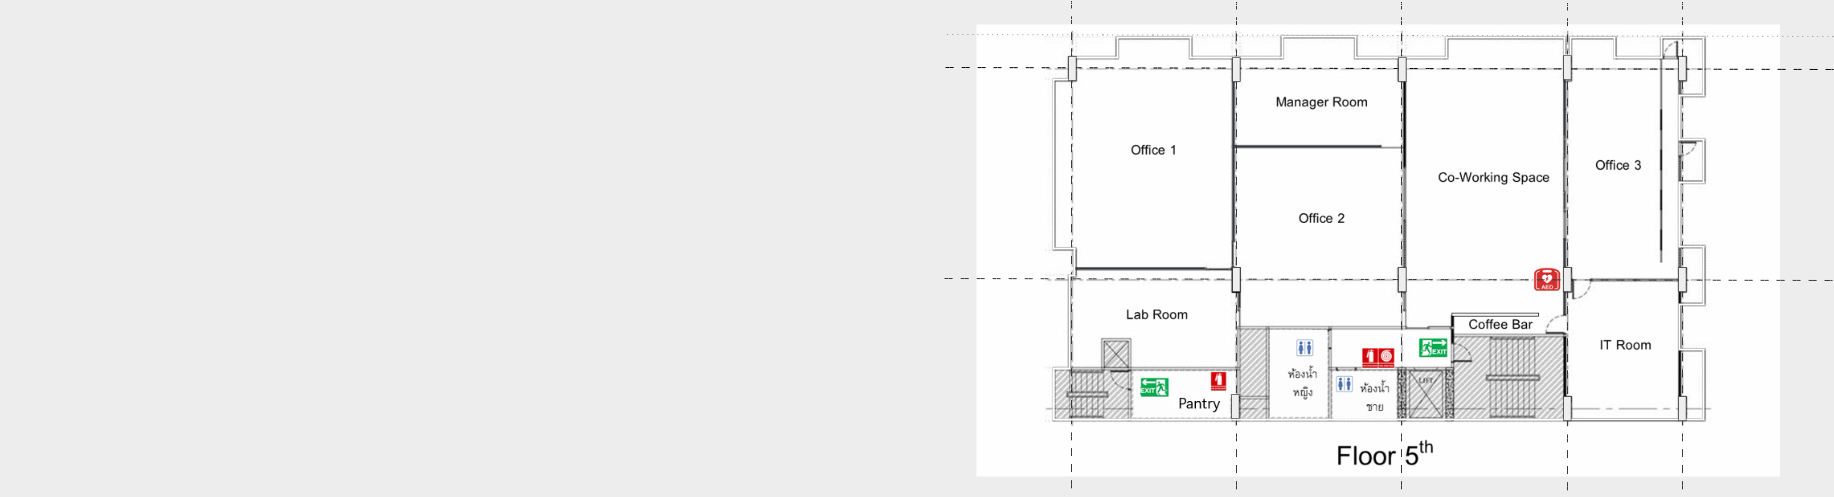 Manager Room
Office 1
Office 3
Co-Working Space
Office 2
AED
Lab Room
Coffee Bar
IT Room
EXIT
ห้องน้ำ
หญิง
LIFT
EXIT
ห้องน้ำ
ชาย
Pantry
Floor 5th